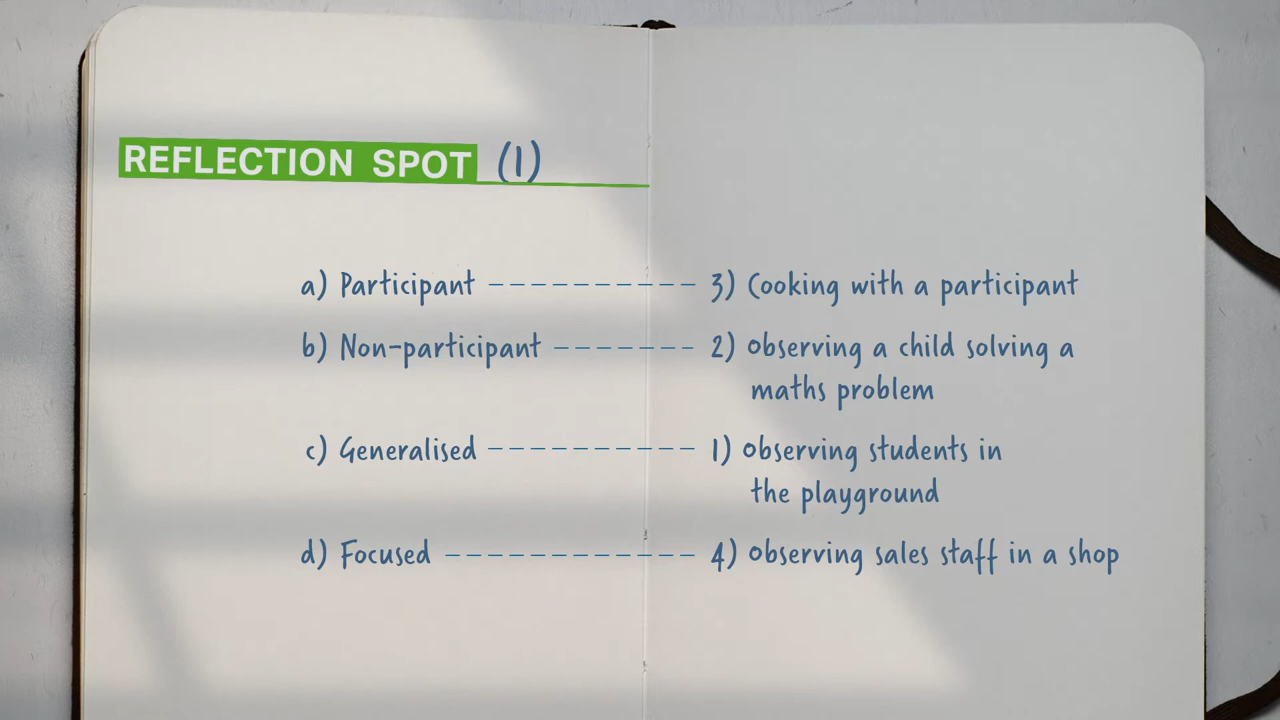 REFLECTION SPOT (1)
a) Participant ---------- 3) Cooking with a participant
b) Non-participant ------- 2) Observing a child solving a
maths problem
c) Generalised ---------- 1) Observing students in
the playground
d) Focused ------------ 4) Observing sales staff in a shop